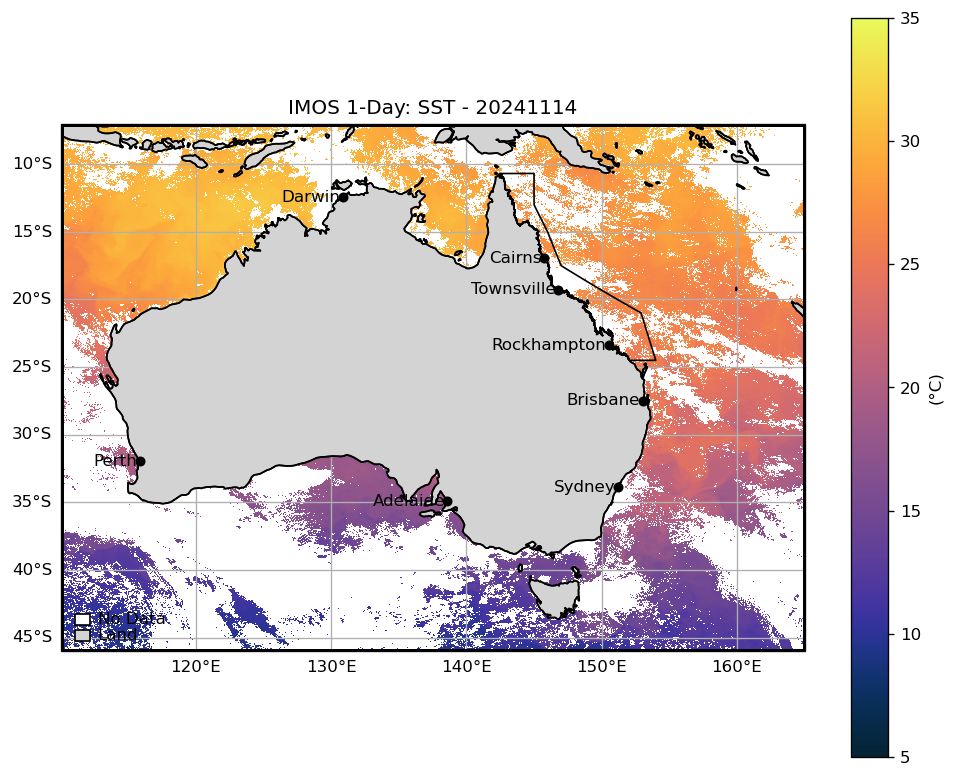 IMOS 1-Day: SST - 20241114
35
30
25
20
15
10
5
(°C)
10°S
15°S
20°S
25°S
30°S
35°S
40°S
45°S
Darwin
Cairns
Townsville
Rockhampton
Brisbane
Perth
Sydney
Adelaide
No Data
Land
120°E
130°E
140°E
150°E
160°E